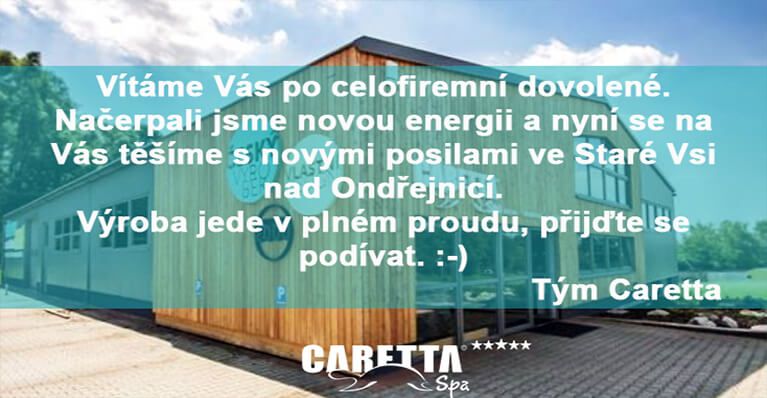 Vítáme Vás po celofiremní dovolené.
Načerpali jsme novou energii a nyní se na
Vás těšíme s novými posilami ve Staré Vsi
nad Ondřejnicí.
Výroba jede v plném proudu, přijďte se
podívat. :-)
Tým Caretta
CARETTA © ★★★★★
Spa